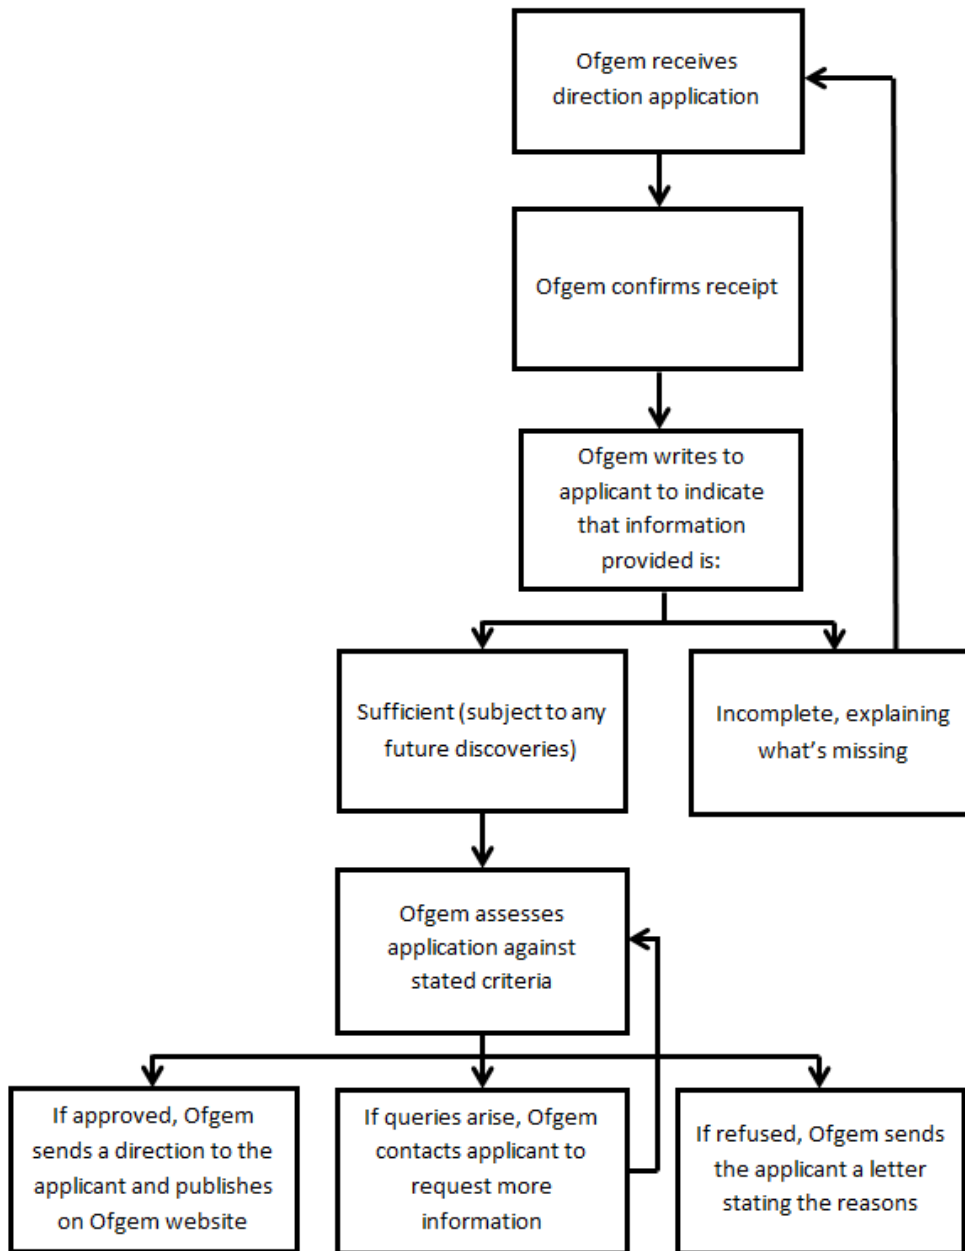 Ofgem receives
direction application
Ofgem confirms receipt
Ofgem writes to
applicant to indicate
that information
provided is:
Sufficient (subject to any
future discoveries)
Incomplete, explaining
what's missing
Ofgem assesses
application against
stated criteria
If approved, Ofgem
sends a direction to the
applicant and publishes
on Ofgem website
If queries arise, Ofgem
contacts applicant to
request more
information
If refused, Ofgem sends
the applicant a letter
stating the reasons